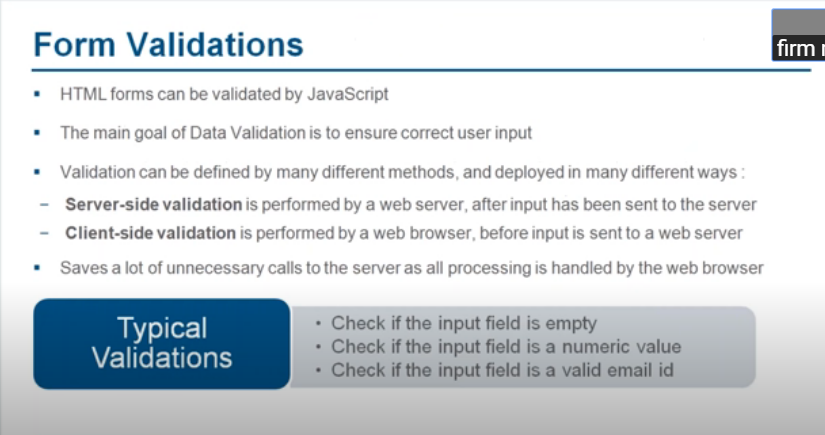 Form Validations
firm
▪ HTML forms can be validated by JavaScript
▪ The main goal of Data Validation is to ensure correct user input
▪ Validation can be defined by many different methods, and deployed in many different ways :
– Server-side validation is performed by a web server, after input has been sent to the server
– Client-side validation is performed by a web browser, before input is sent to a web server
▪ Saves a lot of unnecessary calls to the server as all processing is handled by the web browser
Typical
Validations
• Check if the input field is empty
• Check if the input field is a numeric value
• Check if the input field is a valid email id